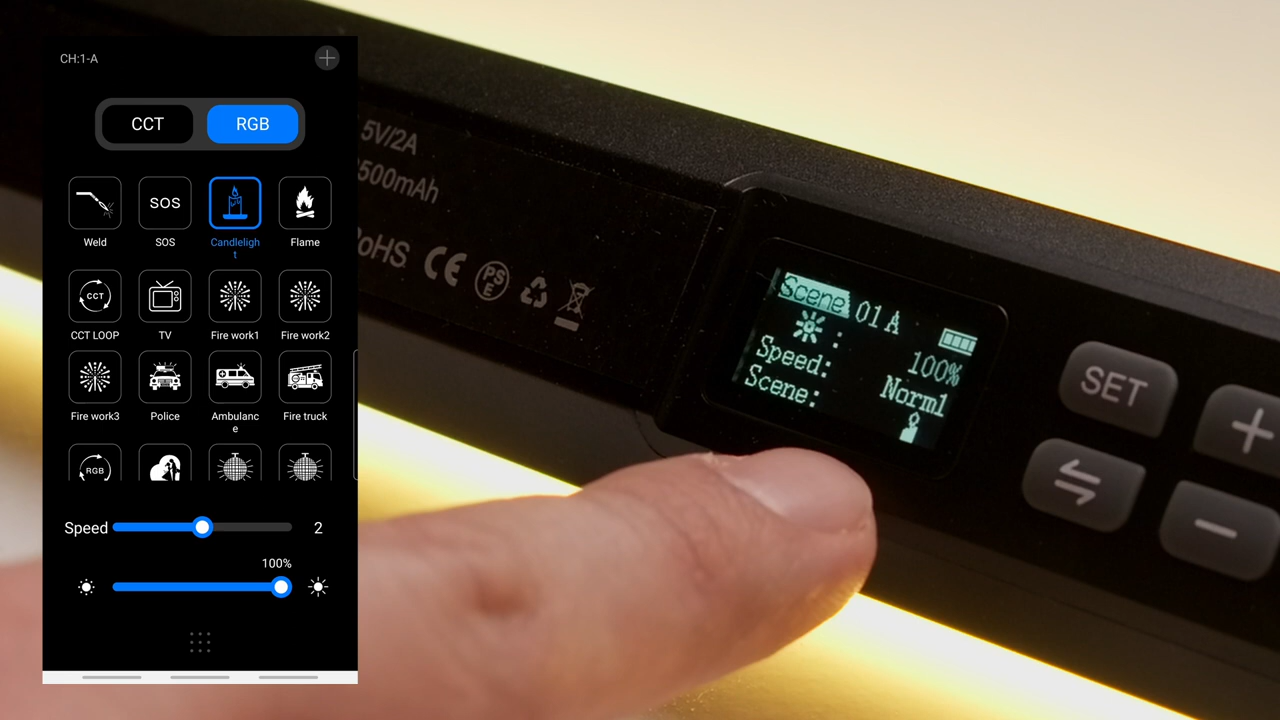 CH:1-A
CCT
RGB
SOS
Weld
SOS
Candleligh
t
Flame
CCT
CCT LOOP
TV
Fire work1
Fire work2
Fire work3
Police
Ambulanc
e
Fire truck
RGB
Speed
2
100%
5V/2A
500mAh
RoHS
CE
PS
E
Scene 01A
: 100%
Speed: Norm1
Scene:
SET